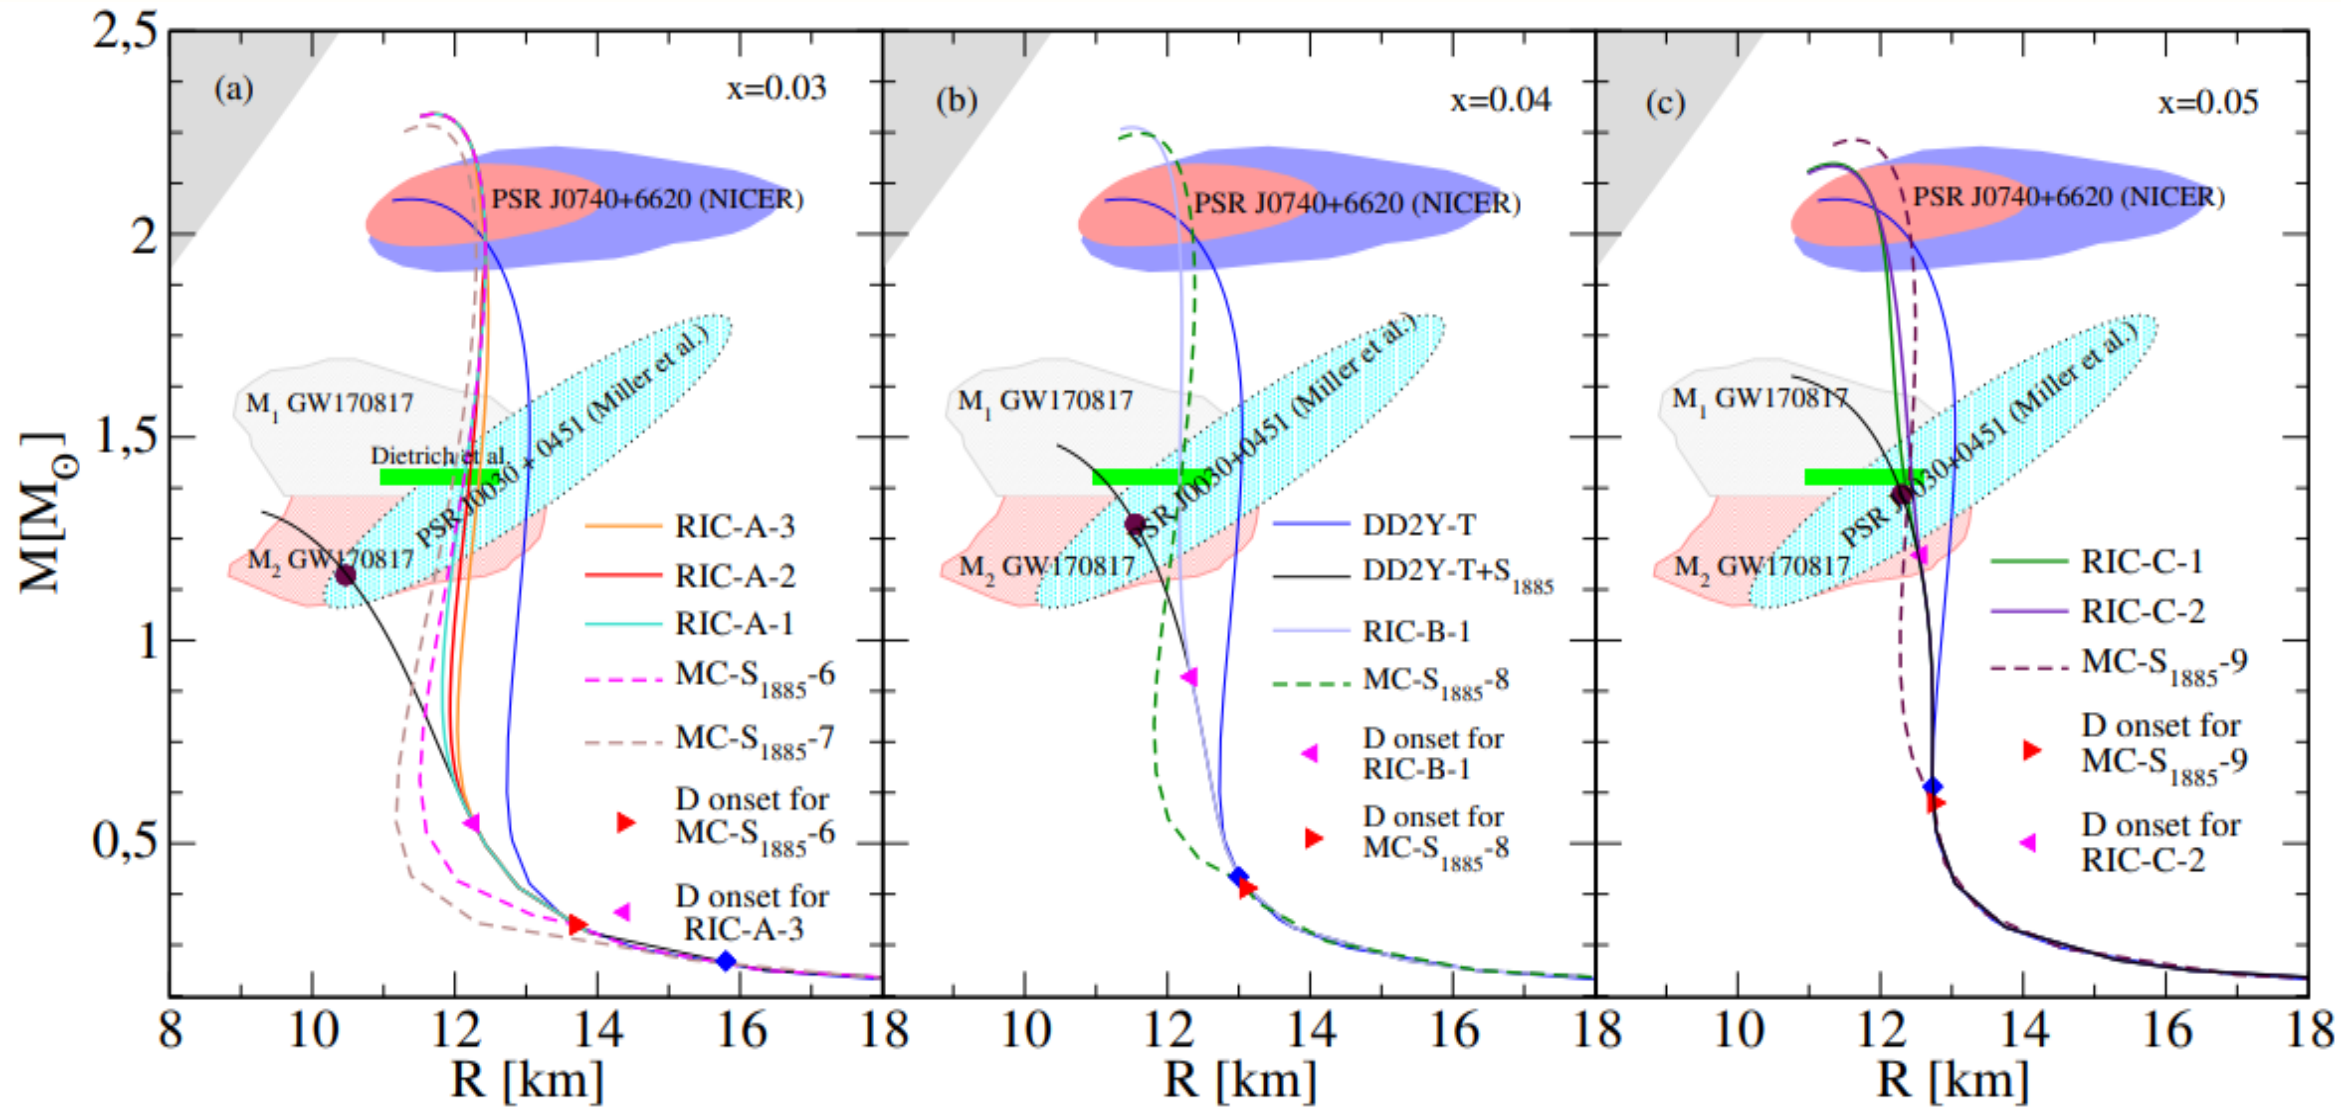 2,5
2
1,5
1
0,5
M[M⊙]
(a)
x=0.03
PSR J0740+6620 (NICER)
M1 GW170817
Dietrich et al.
PSR J0030 + 0451 (Miller et al.)
M2 GW170817
RIC-A-3
RIC-A-2
RIC-A-1
MC-S1885-6
MC-S1885-7
D onset for
MC-S1885-6
D onset for
RIC-A-3
8 10 12 14 16 18
R [km]
(b)
x=0.04
PSR J0740+6620 (NICER)
M1 GW170817
PSR J0030+0451 (Miller et al.)
M2 GW170817
DD2Y-T
DD2Y-T+S1885
RIC-B-1
MC-S1885-8
D onset for
RIC-B-1
D onset for
MC-S1885-8
10 12 14 16 18
R [km]
(c)
x=0.05
PSR J0740+6620 (NICER)
M1 GW170817
PSR J0030+0451 (Miller et al.)
M2 GW170817
RIC-C-1
RIC-C-2
MC-S1885-9
D onset for
MC-S1885-9
D onset for
RIC-C-2
10 12 14 16 18
R [km]